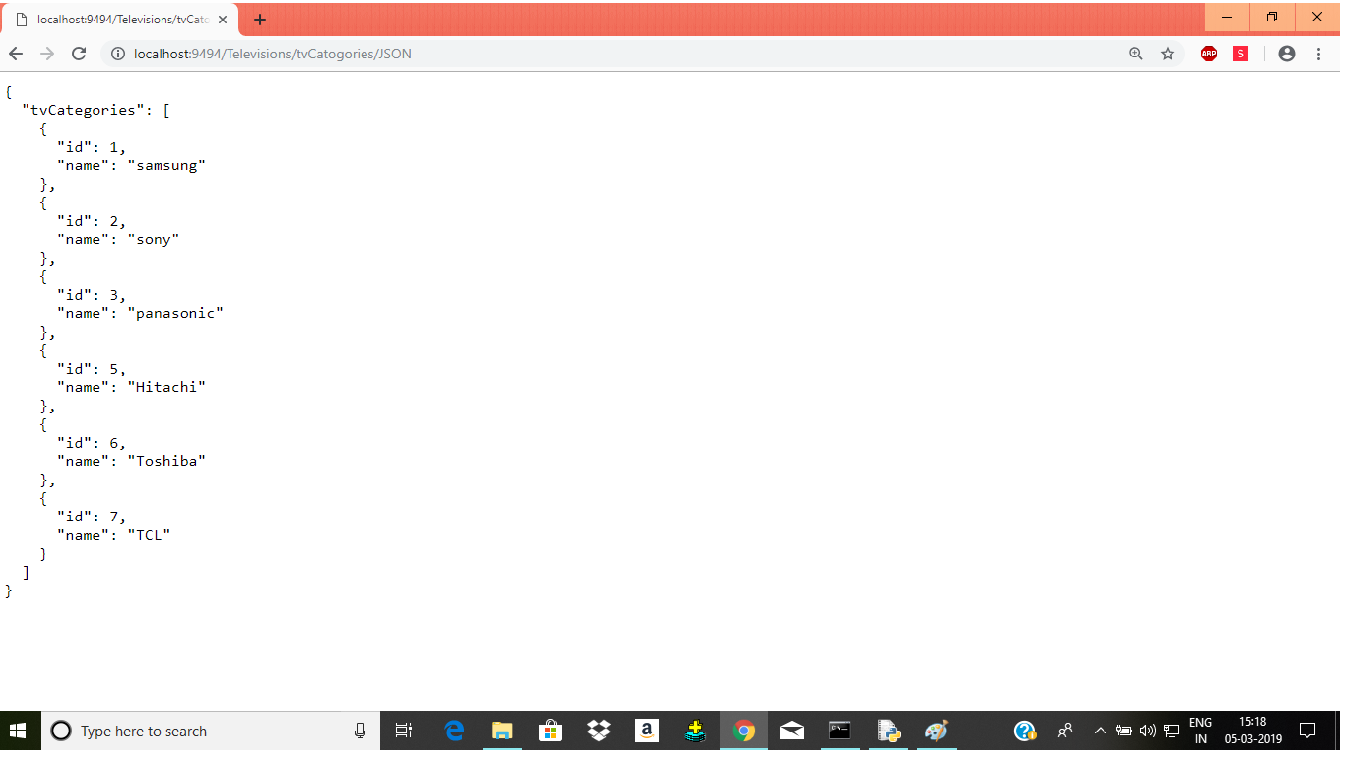 localhost:9494/Televisions/tvCato
localhost:9494/Televisions/tvCatogories/JSON
ABP
S
{
"tvCategories": [
{
"id": 1,
"name": "samsung"
},
{
"id": 2,
"name": "sony"
},
{
"id": 3,
"name": "panasonic"
},
{
"id": 5,
"name": "Hitachi"
},
{
"id": 6,
"name": "Toshiba"
},
{
"id": 7,
"name": "TCL"
}
]
}
Type here to search
a
ENG
IN
15:18
05-03-2019